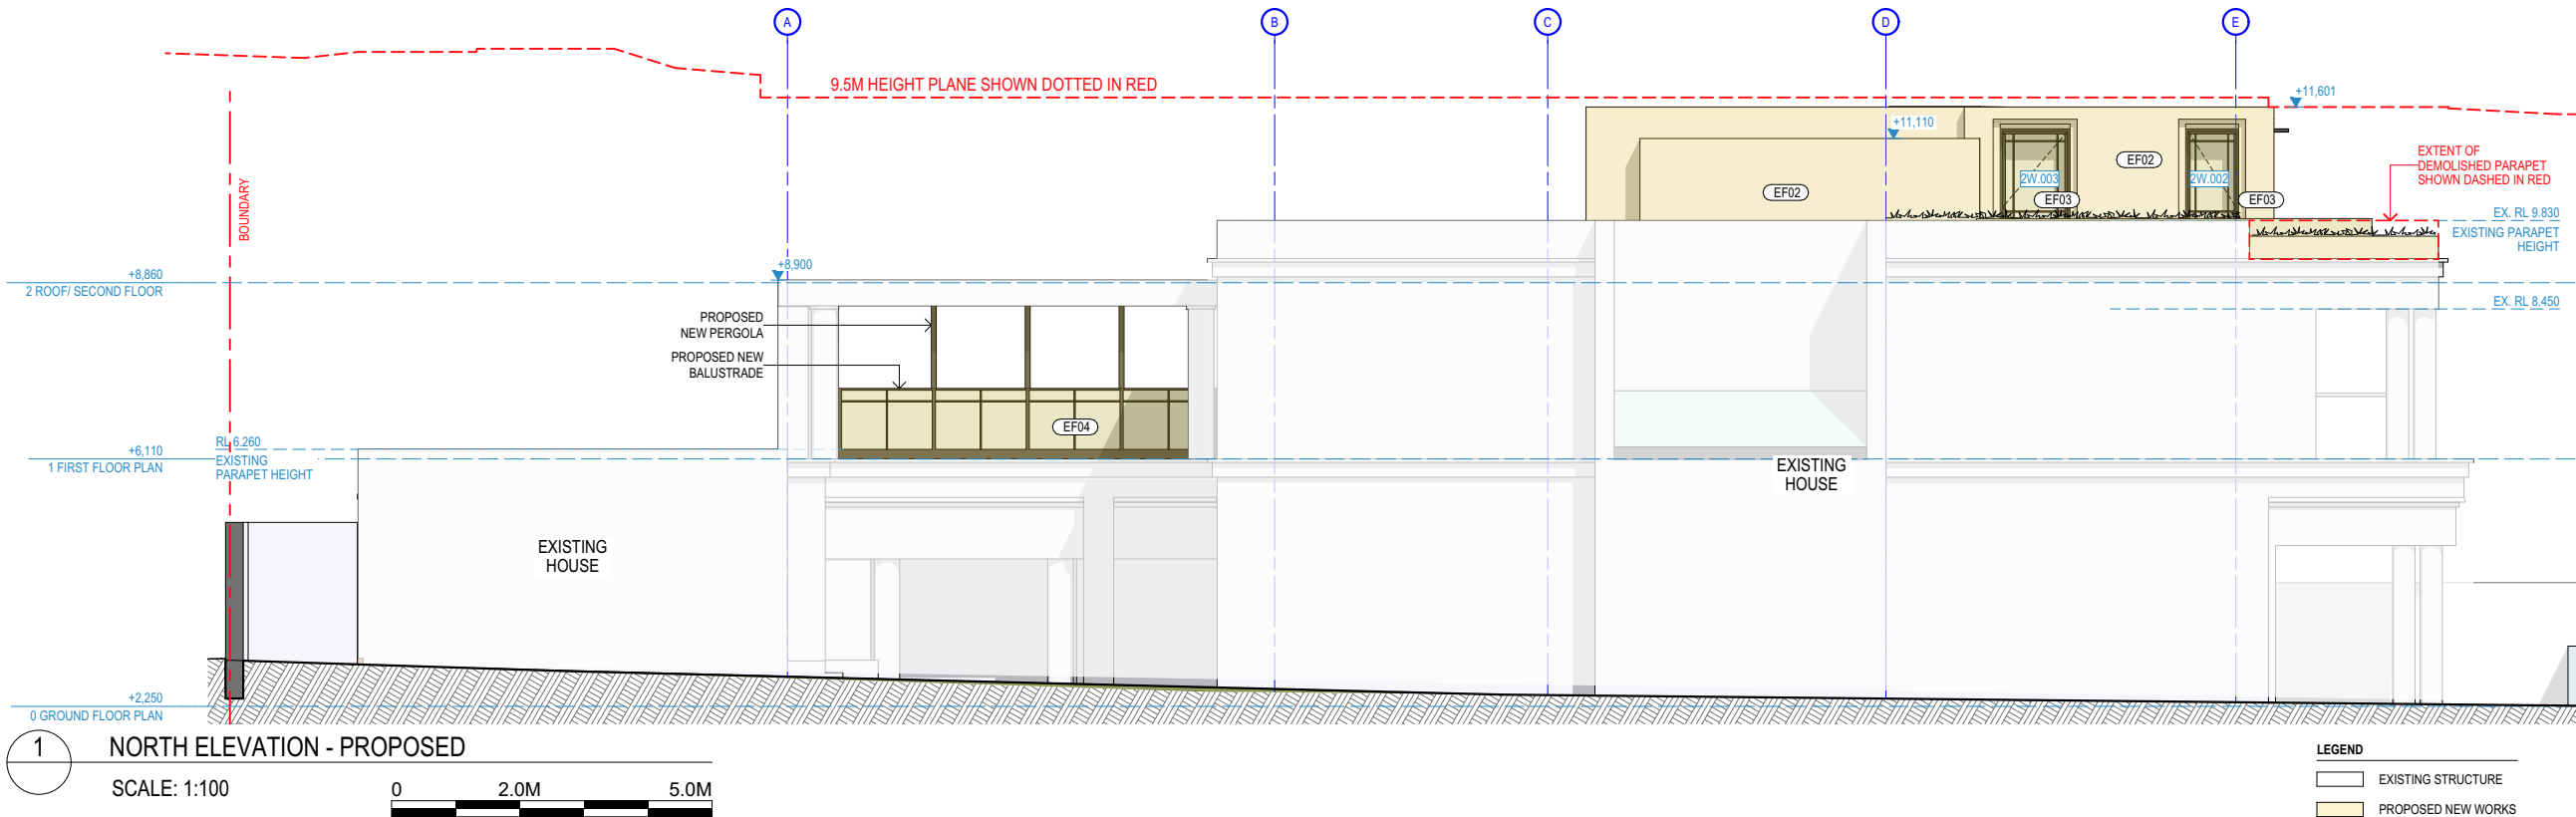 A
B
C
D
E
9.5M HEIGHT PLANE SHOWN DOTTED IN RED
+11,601
+11,110
BOUNDARY
EXTENT OF
DEMOLISHED PARAPET
SHOWN DASHED IN RED
EF02
EF02
2W.003
2W.002
EF03
EF03
EX. RL 9.830
EXISTING PARAPET
HEIGHT
+8,860
2 ROOF/ SECOND FLOOR
+8,900
EX. RL 8.450
PROPOSED
NEW PERGOLA
PROPOSED NEW
BALUSTRADE
EF04
+6,110
1 FIRST FLOOR PLAN
RL 6.260
EXISTING
PARAPET HEIGHT
EXISTING
HOUSE
EXISTING
HOUSE
+2,250
0 GROUND FLOOR PLAN
1
NORTH ELEVATION - PROPOSED
SCALE: 1:100
0 2.0M 5.0M
LEGEND
EXISTING STRUCTURE
PROPOSED NEW WORKS